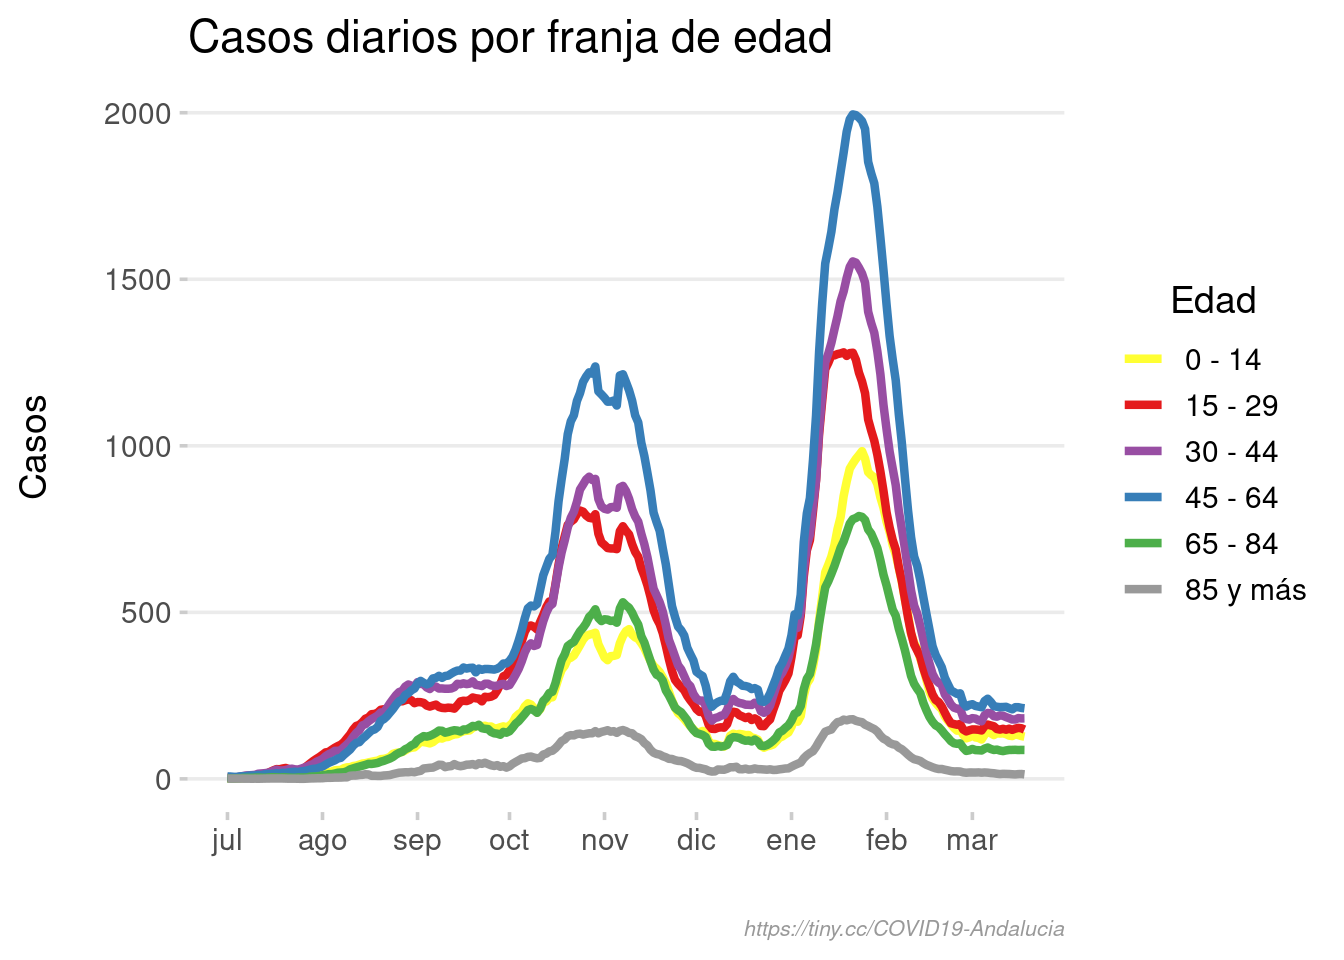 Casos diarios por franja de edad
Casos
2000
1500
1000
500
0
jul ago sep oct nov dic ene feb mar
Edad
0 - 14
15 - 29
30 - 44
45 - 64
65 - 84
85 y más
https://tiny.cc/COVID19-Andalucia